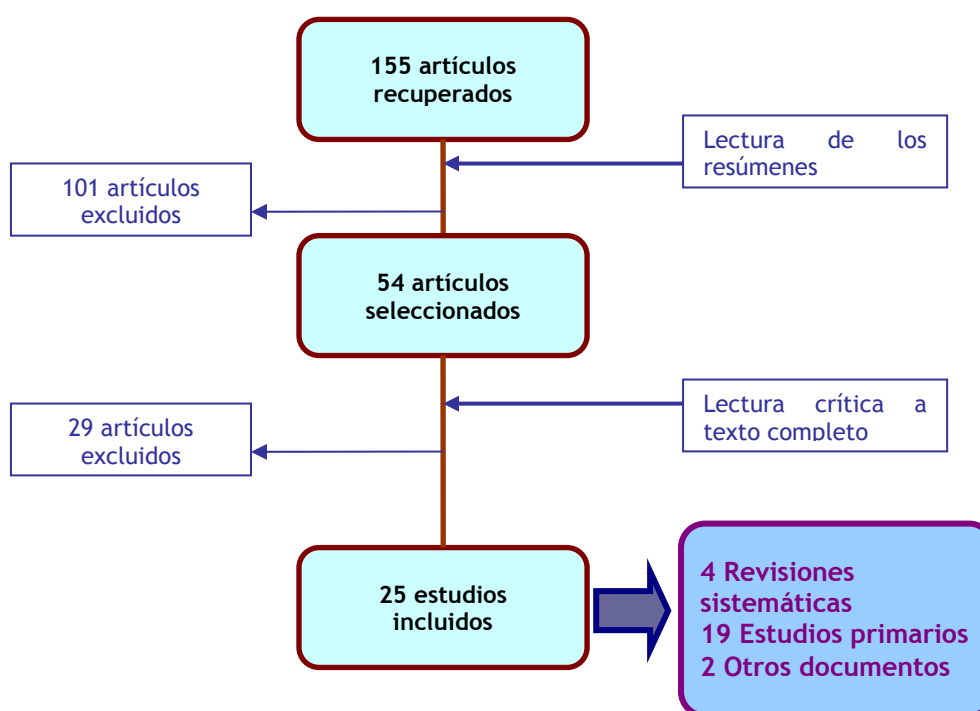 155 artículos
recuperados
Lectura de los
resúmenes
101 artículos
excluidos
54 artículos
seleccionados
Lectura crítica a
texto completo
29 artículos
excluidos
25 estudios
incluidos
4 Revisiones
sistemáticas
19 Estudios primarios
2 Otros documentos